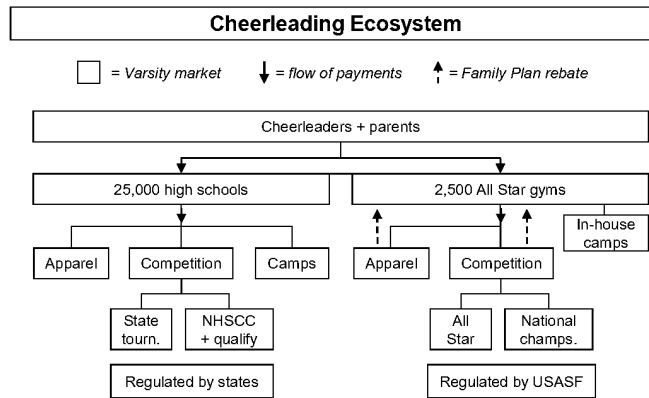 Cheerleading Ecosystem
= Varsity market
= flow of payments
= Family Plan rebate
Cheerleaders + parents
25,000 high schools
2,500 All Star gyms
In-house
camps
Apparel
Competition
Camps
Apparel
Competition
State
tourn.
NHSCC
+ qualify
All
Star
National
champs.
Regulated by states
Regulated by USASF